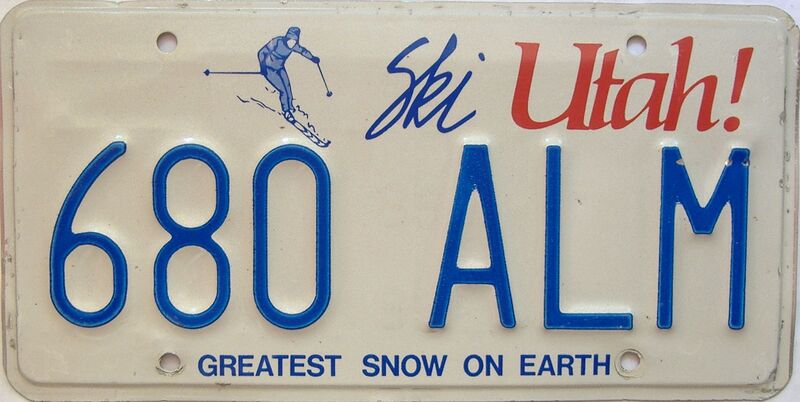 Ski Utah!
680 ALM
GREATEST SNOW ON EARTH